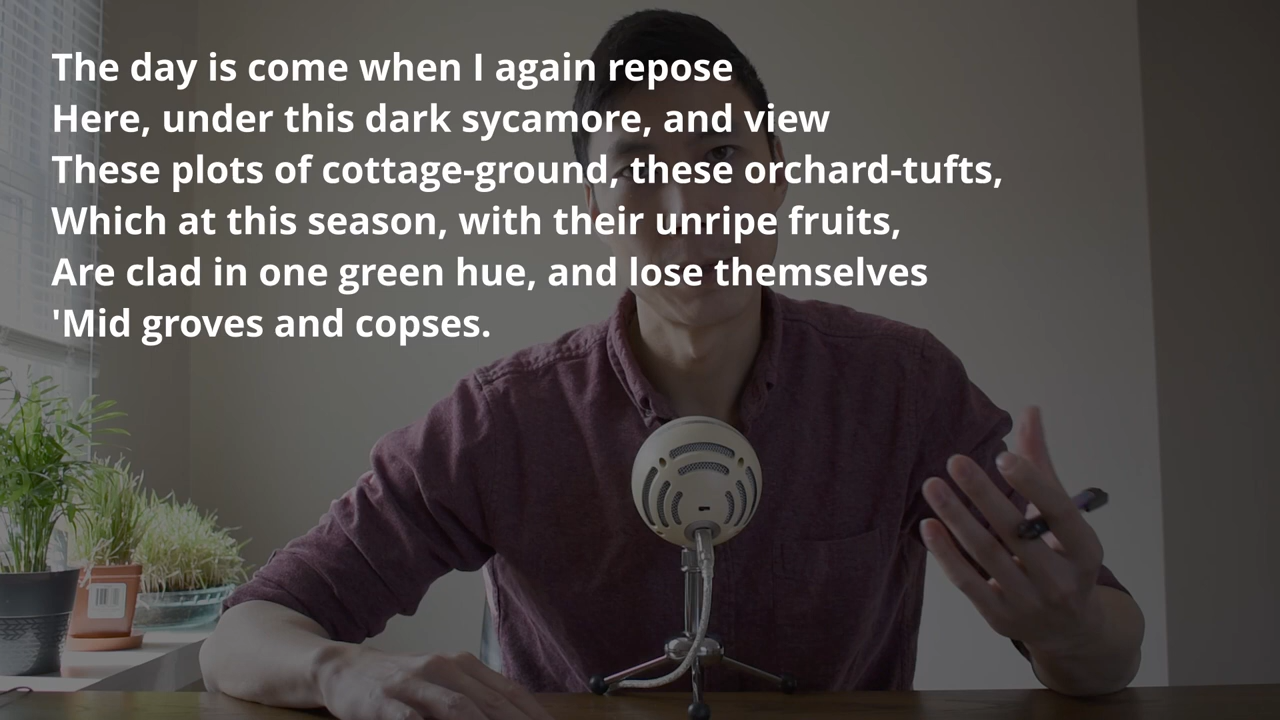 The day is come when I again repose
Here, under this dark sycamore, and view
These plots of cottage-ground, these orchard-tufts,
Which at this season, with their unripe fruits,
Are clad in one green hue, and lose themselves
'Mid groves and copses.